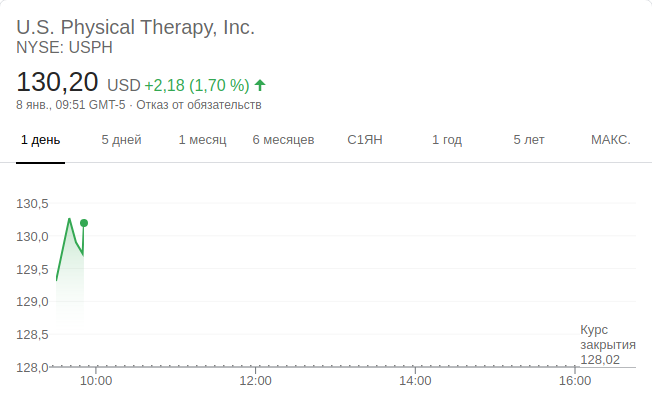 U.S. Physical Therapy, Inc.
NYSE: USPH
130,20 USD +2,18 (1,70 %)
8 янв., 09:51 GMT-5 · Отказ от обязательств
1 день 5 дней 1 месяц 6 месяцев С1ЯН 1 год 5 лет МАКС.
130,5
130,0
129,5
129,0
128,5
128,0
Курс
закрытия
128,02
10:00 12:00 14:00 16:00